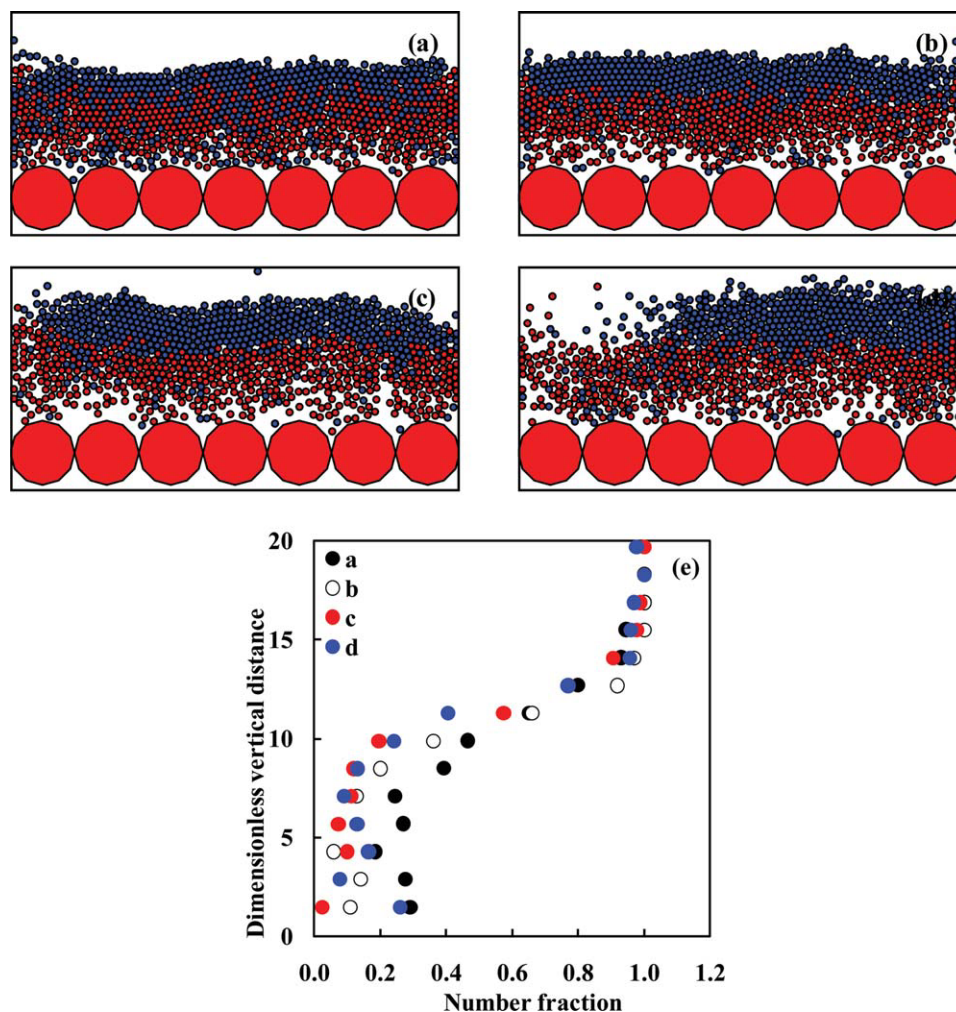 (a)
(b)
(c)
(d)
20
15
10
5
0
a
b
c
d
(e)
Dimensionless vertical distance
0.0 0.2 0.4 0.6 0.8 1.0 1.2
Number fraction